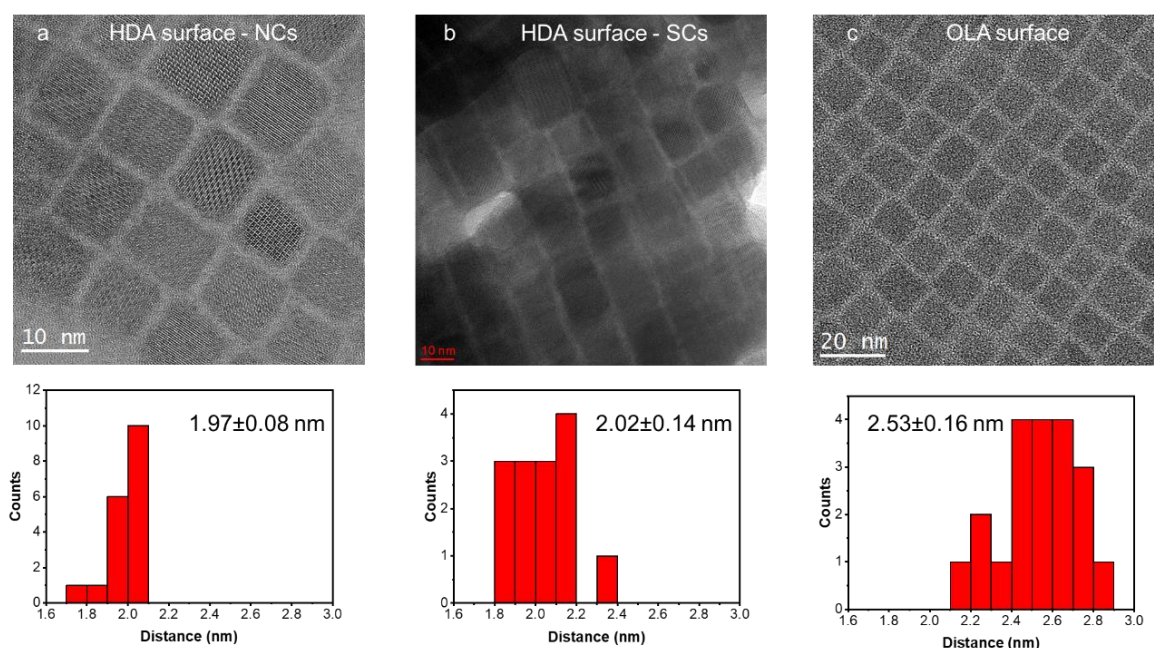 a HDA surface - NCs
10 nm
b HDA surface - SCs
10 nm
c OLA surface
20 nm
1.97±0.08 nm
Counts
12
10
8
6
4
2
0
1.6 1.8 2.0 2.2 2.4 2.6 2.8 3.0
Distance (nm)
2.02±0.14 nm
Counts
4
3
2
1
0
1.6 1.8 2.0 2.2 2.4 2.6 2.8 3.0
Distance (nm)
2.53±0.16 nm
Counts
4
3
2
1
0
1.6 1.8 2.0 2.2 2.4 2.6 2.8 3.0
Distance (nm)